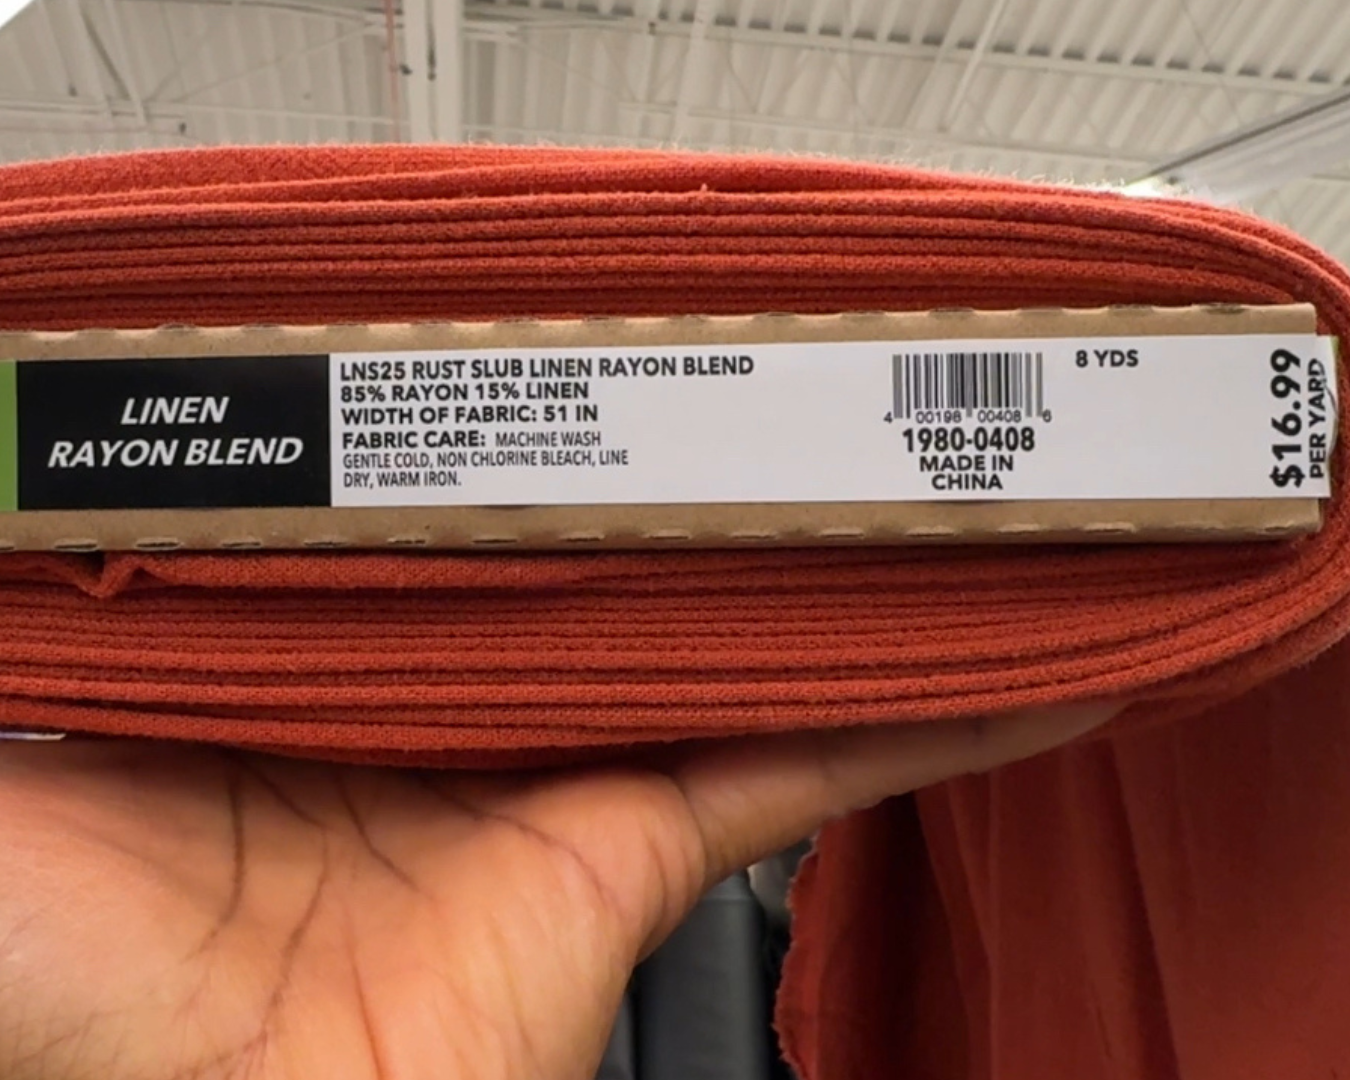 LINEN
RAYON BLEND
LNS25 RUST SLUB LINEN RAYON BLEND
85% RAYON 15% LINEN
WIDTH OF FABRIC: 51 IN
FABRIC CARE: MACHINE WASH
GENTLE COLD, NON CHLORINE BLEACH, LINE
DRY, WARM IRON.
4 00198 00408 6
1980-0408
MADE IN
CHINA
8 YDS
$16.99
PER YARD